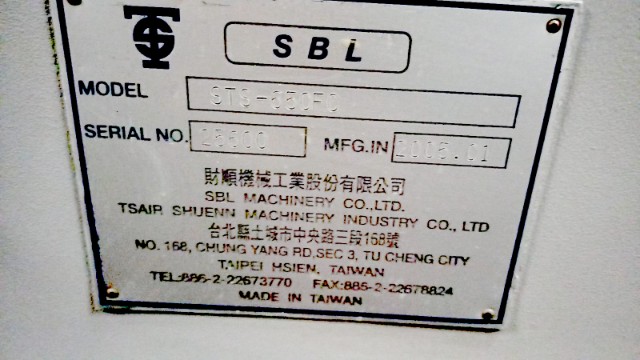 SBL
MODEL
SERIAL NO. MFG.IN
財順機械工業股份有限公司
SBL MACHINERY CO.,LTD.
TSAIR SHUENN MACHINERY INDUSTRY CO., LTD
台北縣土城市中央路三段168號
NO. 168, CHUNG YANG RD,SEC 3, TU CHENG CITY
TAIPEI HSIEN, TAIWAN
TEL:886-2-22673770 FAX:886-2-22678824
MADE IN TAIWAN